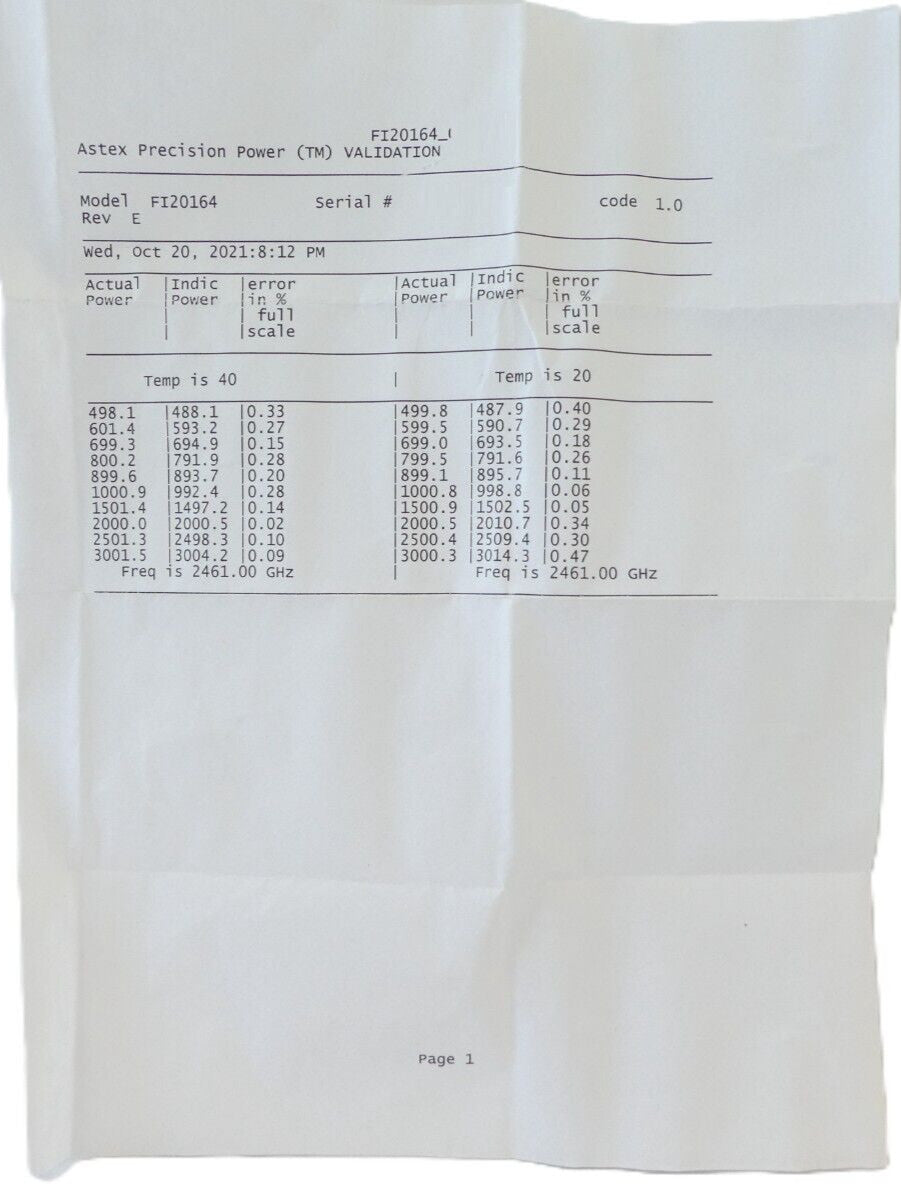 FI20164_
Astex Precision Power (TM) VALIDATION
Model FI20164 Serial # code 1.0
Rev E
Wed, Oct 20, 2021:8:12 PM
Actual |Indic |error |Actual |Indic |error
Power |Power |in % |Power |Power |in %
| | full | | | full
| |scale | | |scale
Temp is 40 | Temp is 20
498.1 |488.1 |0.33 |499.8 |487.9 |0.40
601.4 |593.2 |0.27 |599.5 |590.7 |0.29
699.3 |694.9 |0.15 |699.0 |693.5 |0.18
800.2 |791.9 |0.28 |799.5 |791.6 |0.26
899.6 |893.7 |0.20 |899.1 |895.7 |0.11
1000.9 |992.4 |0.28 |1000.8 |998.8 |0.06
1501.4 |1497.2 |0.14 |1500.9 |1502.5 |0.05
2000.0 |2000.5 |0.02 |2000.5 |2010.7 |0.34
2501.3 |2498.3 |0.10 |2500.4 |2509.4 |0.30
3001.5 |3004.2 |0.09 |3000.3 |3014.3 |0.47
Freq is 2461.00 GHz | Freq is 2461.00 GHz
Page 1